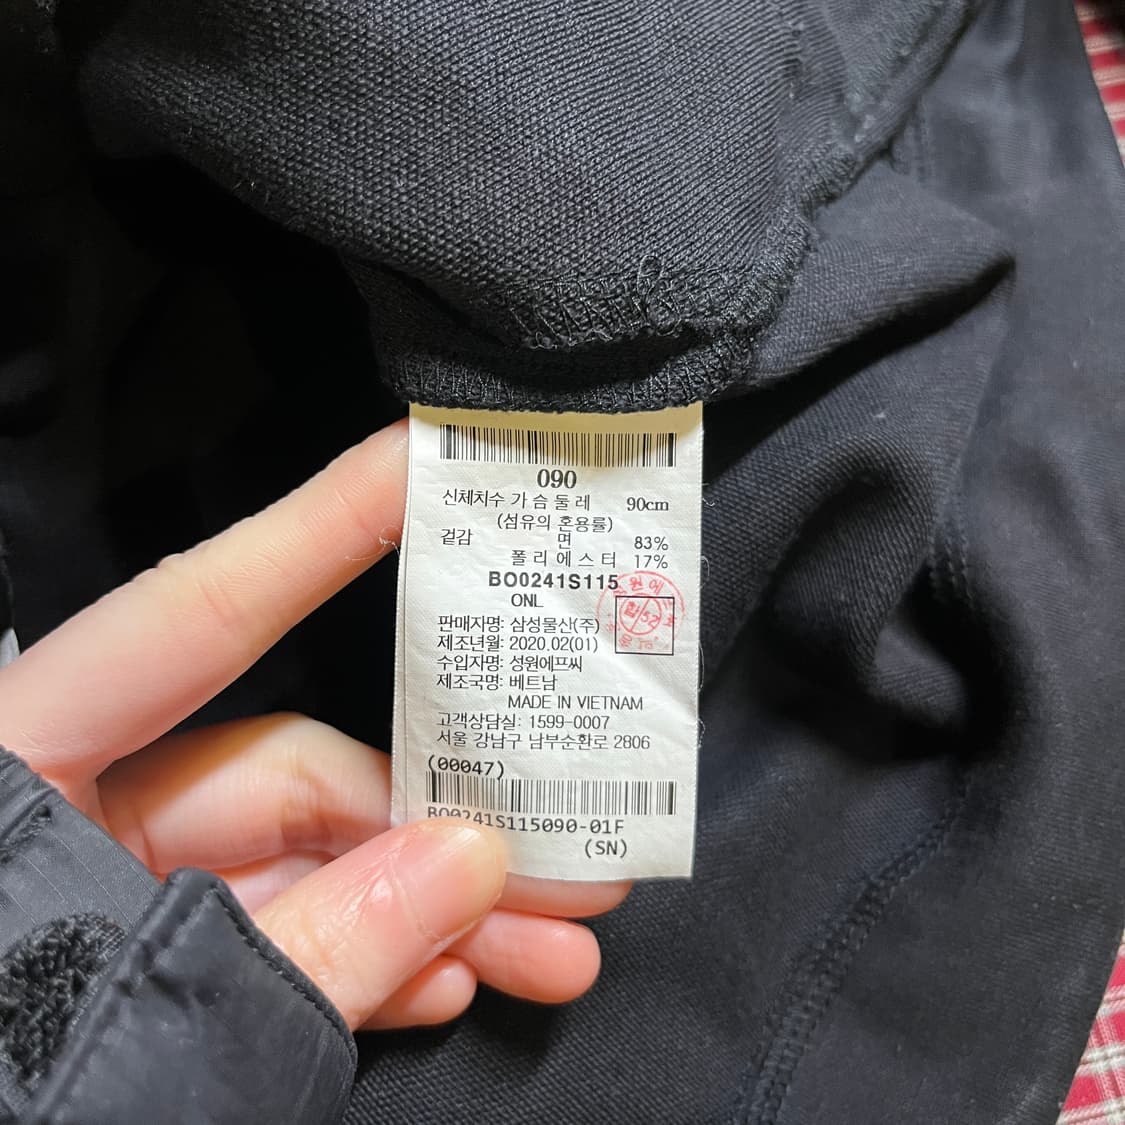 090
신체치수 가슴둘레 90cm
(섬유의 혼용률)
겉감 면 83%
폴리에스터 17%
BO0241S115
ONL
판매자명: 삼성물산(주)
제조년월: 2020.02(01)
수입자명: 성원에프씨
제조국명: 베트남
MADE IN VIETNAM
고객상담실: 1599-0007
서울 강남구 남부순환로 2806
(00047)
BO0241S115090-01F
(SN)